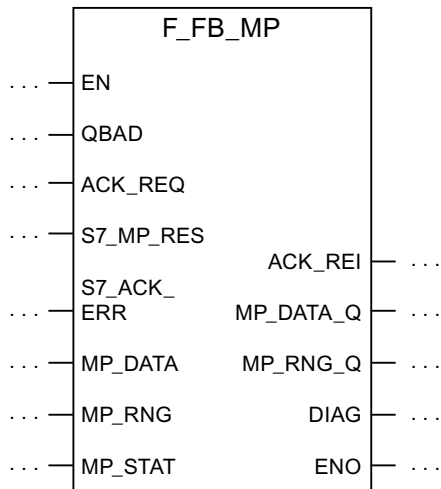 F_FB_MP
... EN
... QBAD
... ACK_REQ
... S7_MP_RES
ACK_REI ...
S7_ACK_
... ERR MP_DATA_Q ...
... MP_DATA MP_RNG_Q ...
... MP_RNG DIAG ...
... MP_STAT ENO ...